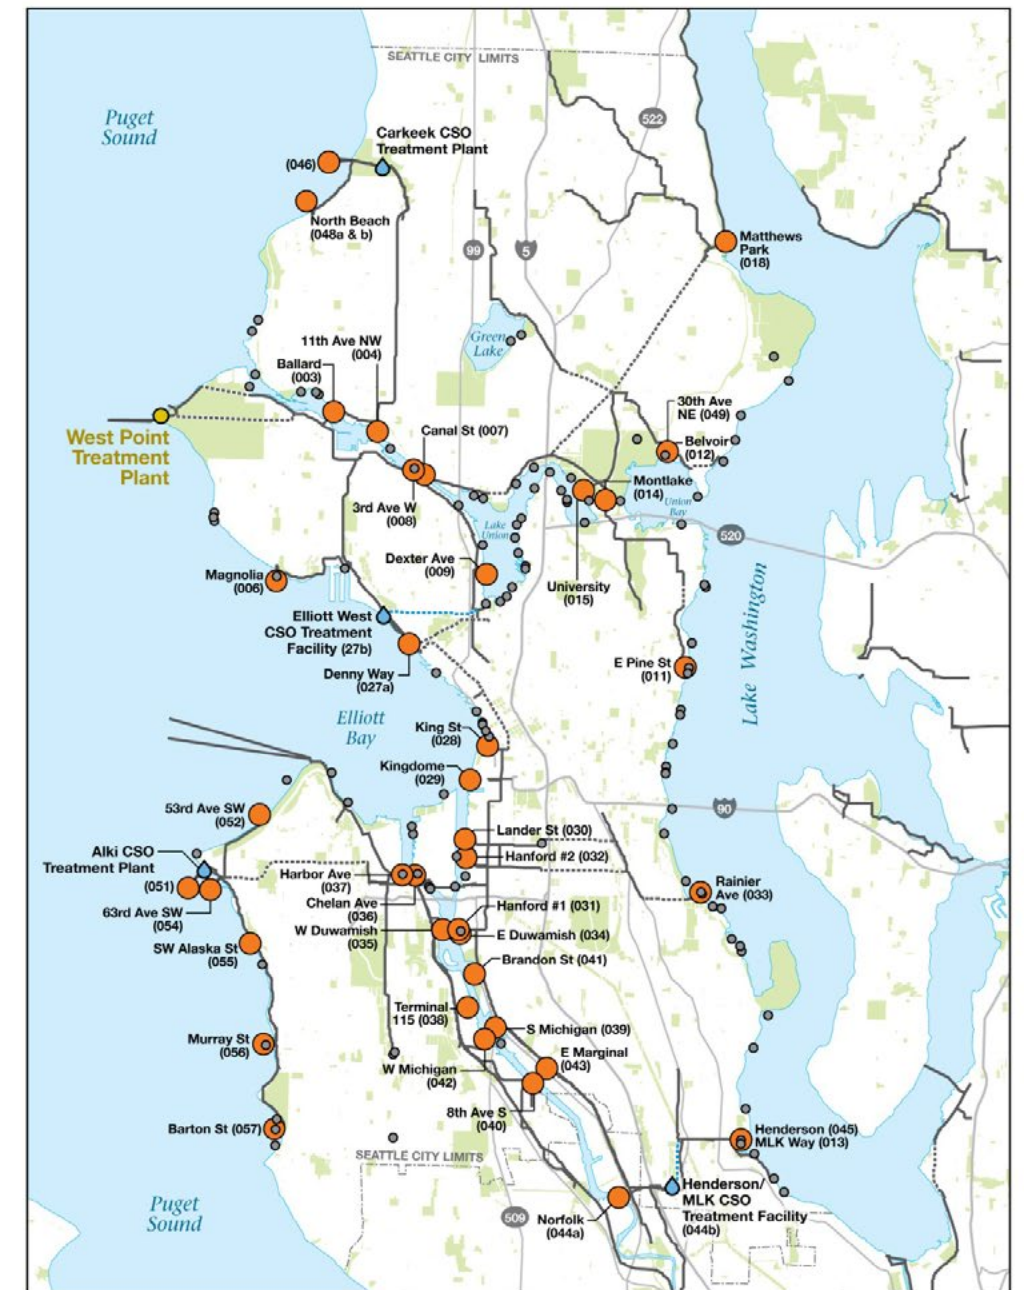 SEATTLE CITY LIMITS
Puget
Sound
522
Carkeek CSO
Treatment Plant
(046)
North Beach
(048a & b)
99
5
Matthews
Park
(018)
11th Ave NW
(004)
Green
Lake
Ballard
(003)
30th Ave
NE (049)
Canal St (007)
West Point
Treatment
Plant
Belvoir
(012)
Montlake
(014)
3rd Ave W
(008)
Union
Bay
Lake
Union
520
Dexter Ave
(009)
Magnolia
(006)
University
(015)
Elliott West
CSO Treatment
Facility (27b)
Lake Washington
E Pine St
(011)
Denny Way
(027a)
Elliott
Bay
King St
(028)
Kingdome
(029)
53rd Ave SW
(052)
90
Lander St (030)
Alki CSO
Treatment Plant
Hanford #2 (032)
(051)
Harbor Ave
(037)
Rainier
Ave (033)
Chelan Ave
(036)
63rd Ave SW
(054)
Hanford #1 (031)
W Duwamish
(035)
E Duwamish (034)
SW Alaska St
(055)
Brandon St (041)
Terminal
115 (038)
S Michigan (039)
Murray St
(056)
E Marginal
(043)
W Michigan
(042)
8th Ave S
(040)
Barton St (057)
Henderson (045)
MLK Way (013)
SEATTLE CITY LIMITS
Henderson/
MLK CSO
Treatment Facility
(044b)
Puget
Sound
509
Norfolk
(044a)